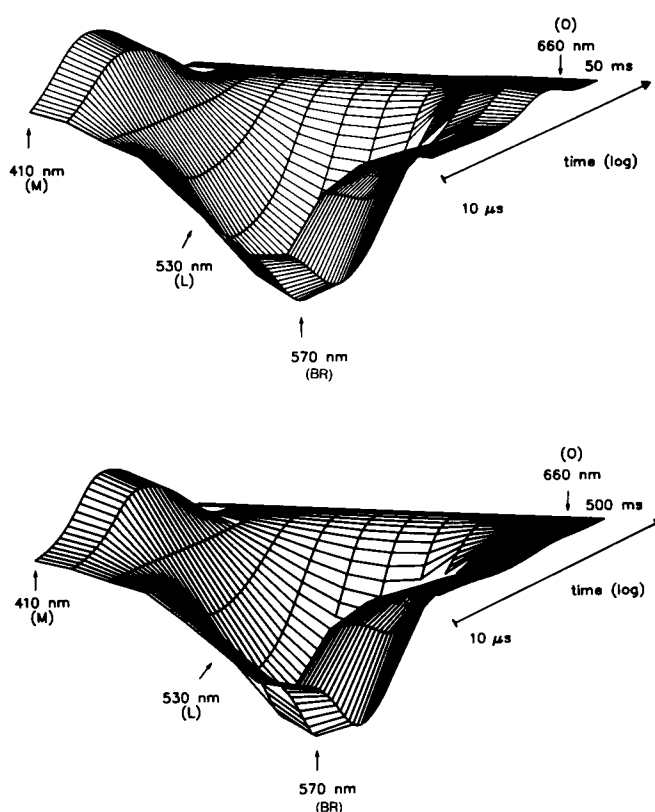 (O)
660 nm
50 ms
time (log)
10 µs
410 nm
(M)
530 nm
(L)
570 nm
(BR)
(O)
660 nm
500 ms
time (log)
10 µs
410 nm
(M)
530 nm
(L)
570 nm
(BR)